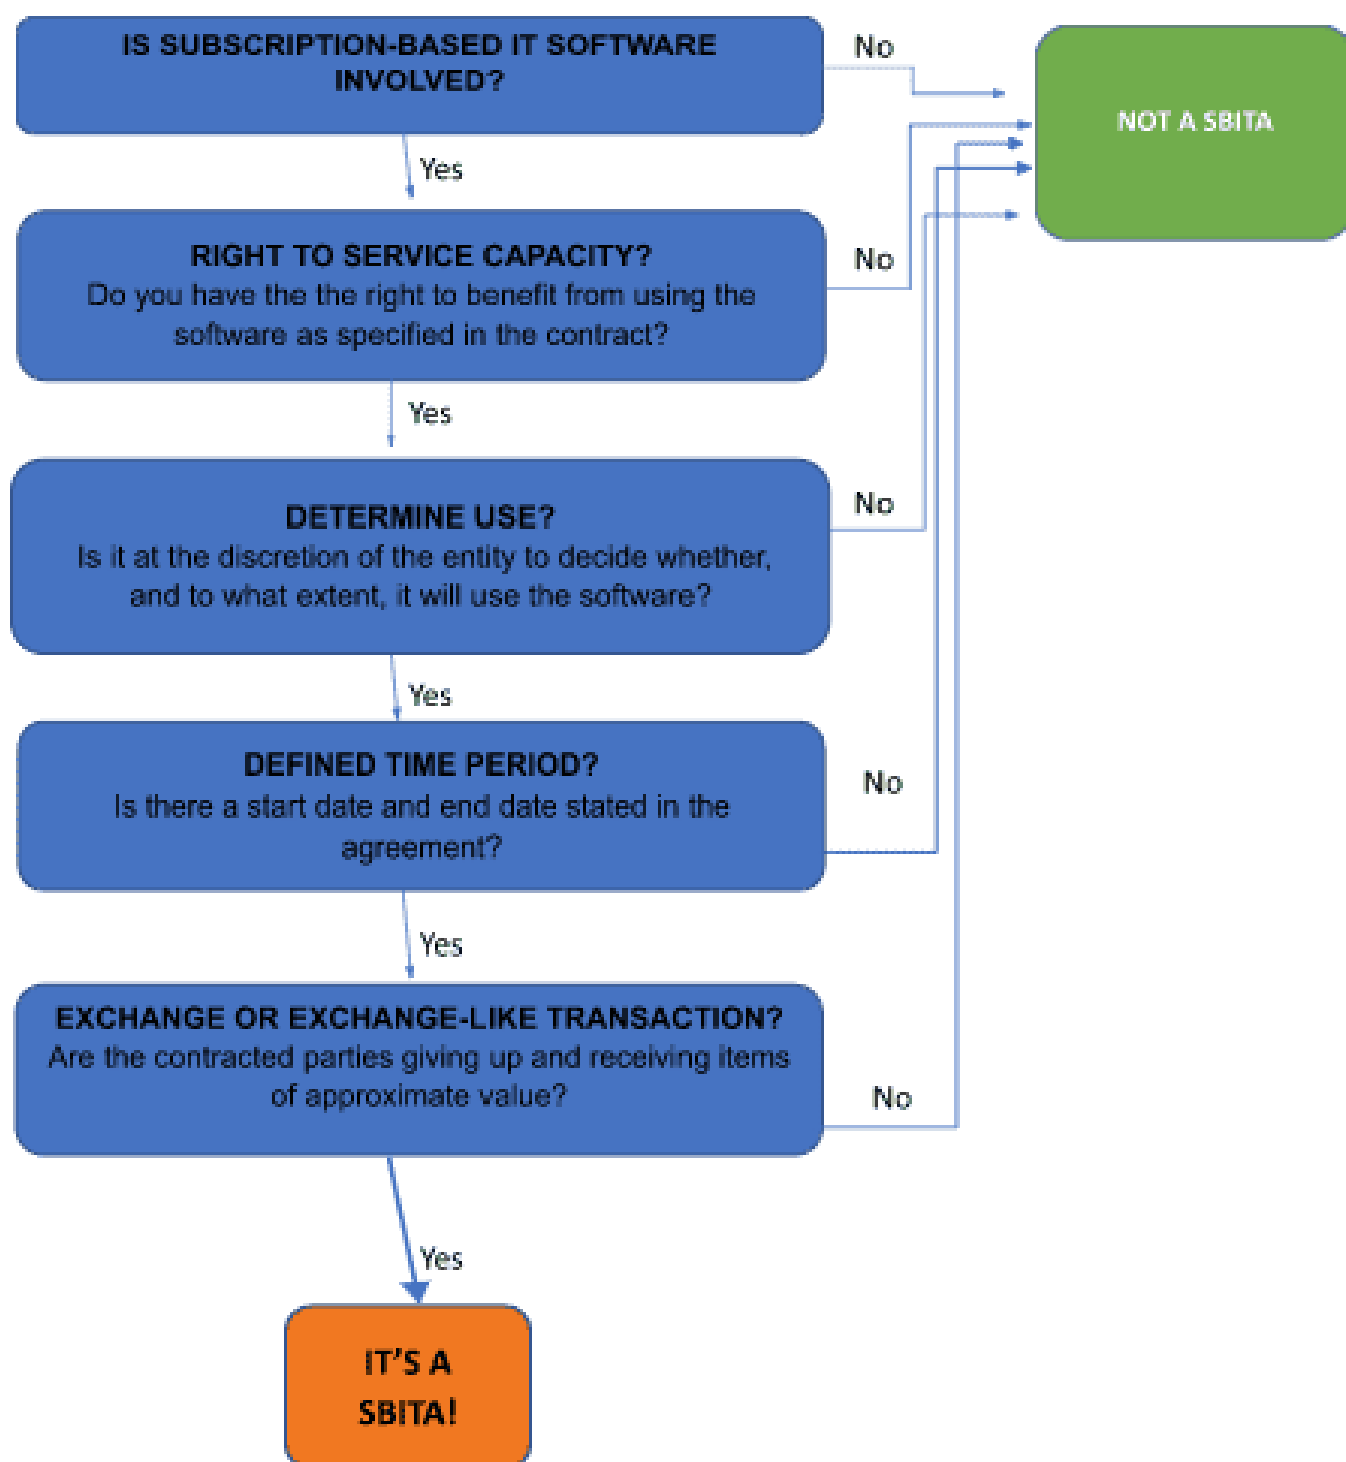 IS SUBSCRIPTION-BASED IT SOFTWARE
INVOLVED?
No
NOT A SBITA
Yes
RIGHT TO SERVICE CAPACITY?
Do you have the the right to benefit from using the
software as specified in the contract?
No
Yes
DETERMINE USE?
Is it at the discretion of the entity to decide whether,
and to what extent, it will use the software?
No
Yes
DEFINED TIME PERIOD?
Is there a start date and end date stated in the
agreement?
No
Yes
EXCHANGE OR EXCHANGE-LIKE TRANSACTION?
Are the contracted parties giving up and receiving items
of approximate value?
No
Yes
IT'S A
SBITA!